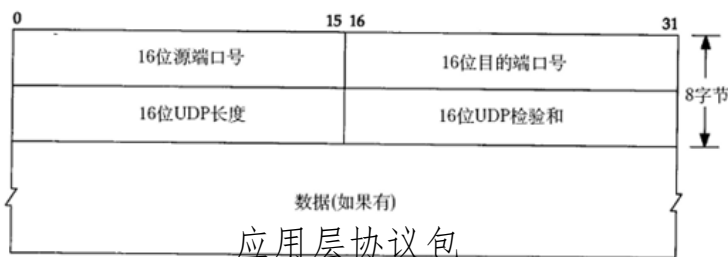 0 15 16 31
16位源端口号 16位目的端口号
8字节
16位UDP长度 16位UDP检验和
数据(如果有)
应用层协议包